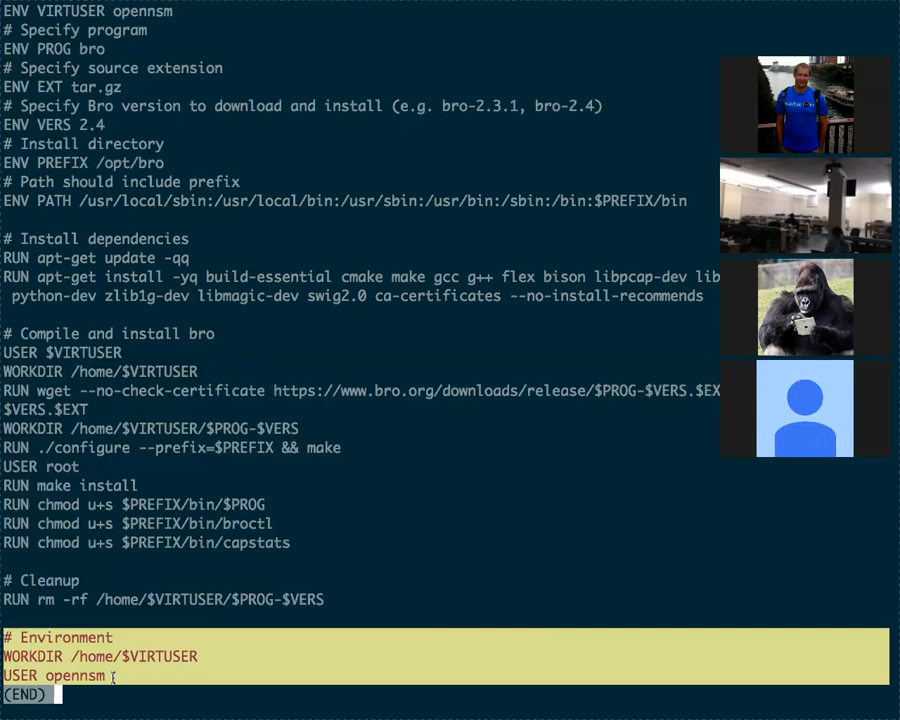 ENV VIRTUSER opennsm
# Specify program
ENV PROG bro
# Specify source extension
ENV EXT tar.gz
# Specify Bro version to download and install (e.g. bro-2.3.1, bro-2.4)
ENV VERS 2.4
# Install directory
ENV PREFIX /opt/bro
# Path should include prefix
ENV PATH /usr/local/sbin:/usr/local/bin:/usr/sbin:/usr/bin:/sbin:/bin:$PREFIX/bin
# Install dependencies
RUN apt-get update -qq
RUN apt-get install -yq build-essential cmake make gcc g++ flex bison libpcap-dev lib
python-dev zlib1g-dev libmagic-dev swig2.0 ca-certificates --no-install-recommends
# Compile and install bro
USER $VIRTUSER
WORKDIR /home/$VIRTUSER
RUN wget --no-check-certificate https://www.bro.org/downloads/release/$PROG-$VERS.$EX
$VERS.$EXT
WORKDIR /home/$VIRTUSER/$PROG-$VERS
RUN ./configure --prefix=$PREFIX && make
USER root
RUN make install
RUN chmod u+s $PREFIX/bin/$PROG
RUN chmod u+s $PREFIX/bin/broctl
RUN chmod u+s $PREFIX/bin/capstats
# Cleanup
RUN rm -rf /home/$VIRTUSER/$PROG-$VERS
# Environment
WORKDIR /home/$VIRTUSER
USER opennsm
(END)